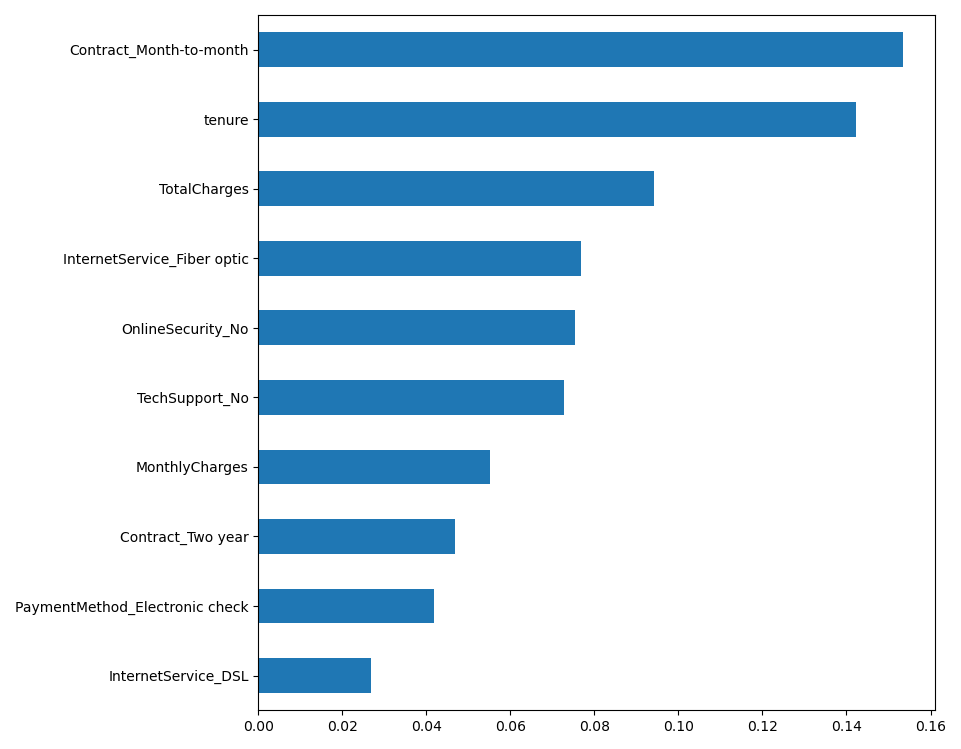 Contract_Month-to-month
tenure
TotalCharges
InternetService_Fiber optic
OnlineSecurity_No
TechSupport_No
MonthlyCharges
Contract_Two year
PaymentMethod_Electronic check
InternetService_DSL
0.00 0.02 0.04 0.06 0.08 0.10 0.12 0.14 0.16